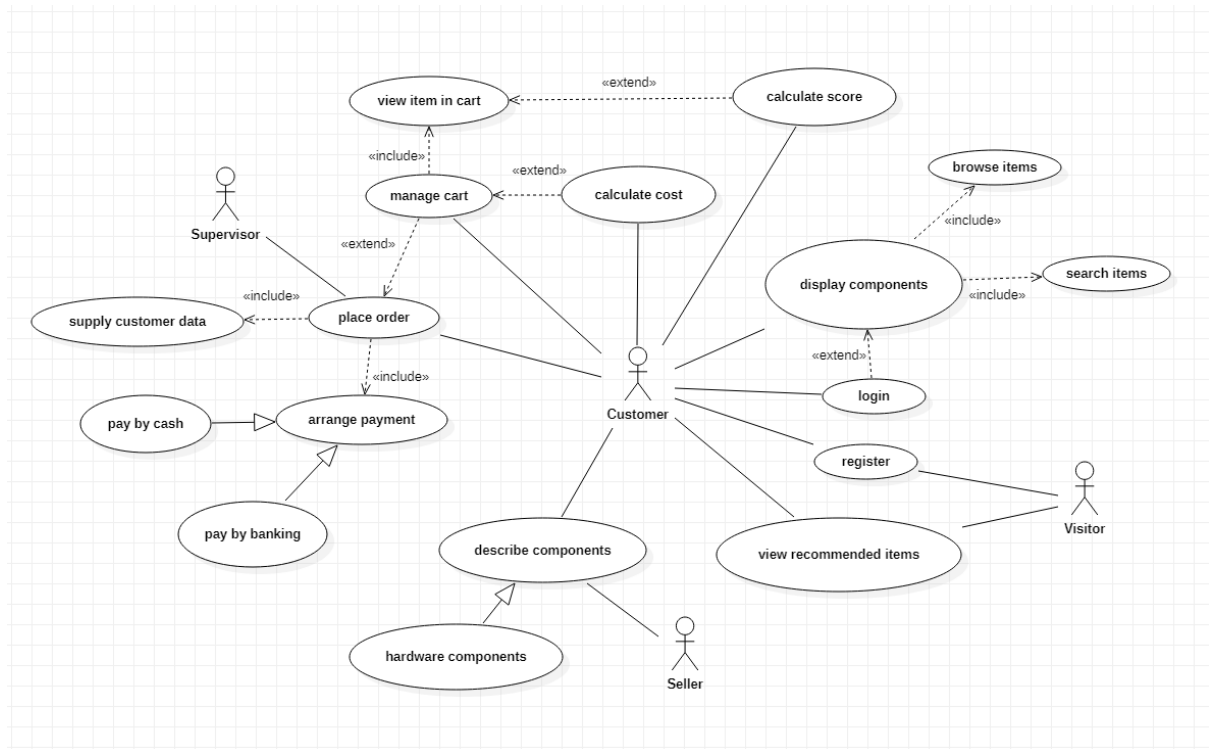 «extend»
view item in cart
calculate score
«include»
«extend»
browse items
manage cart
calculate cost
«include»
Supervisor
«extend»
display components
search items
«include»
«include»
supply customer data
place order
«extend»
«include»
login
Customer
pay by cash
arrange payment
register
Visitor
pay by banking
describe components
view recommended items
hardware components
Seller